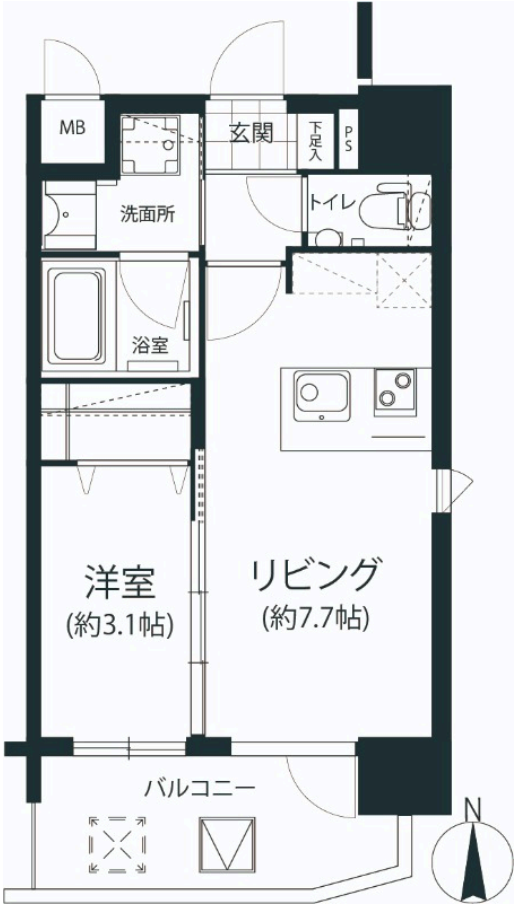 MB
玄関
下足入
PS
洗面所
トイレ
浴室
洋室
(約3.1帖)
リビング
(約7.7帖)
バルコニー
N